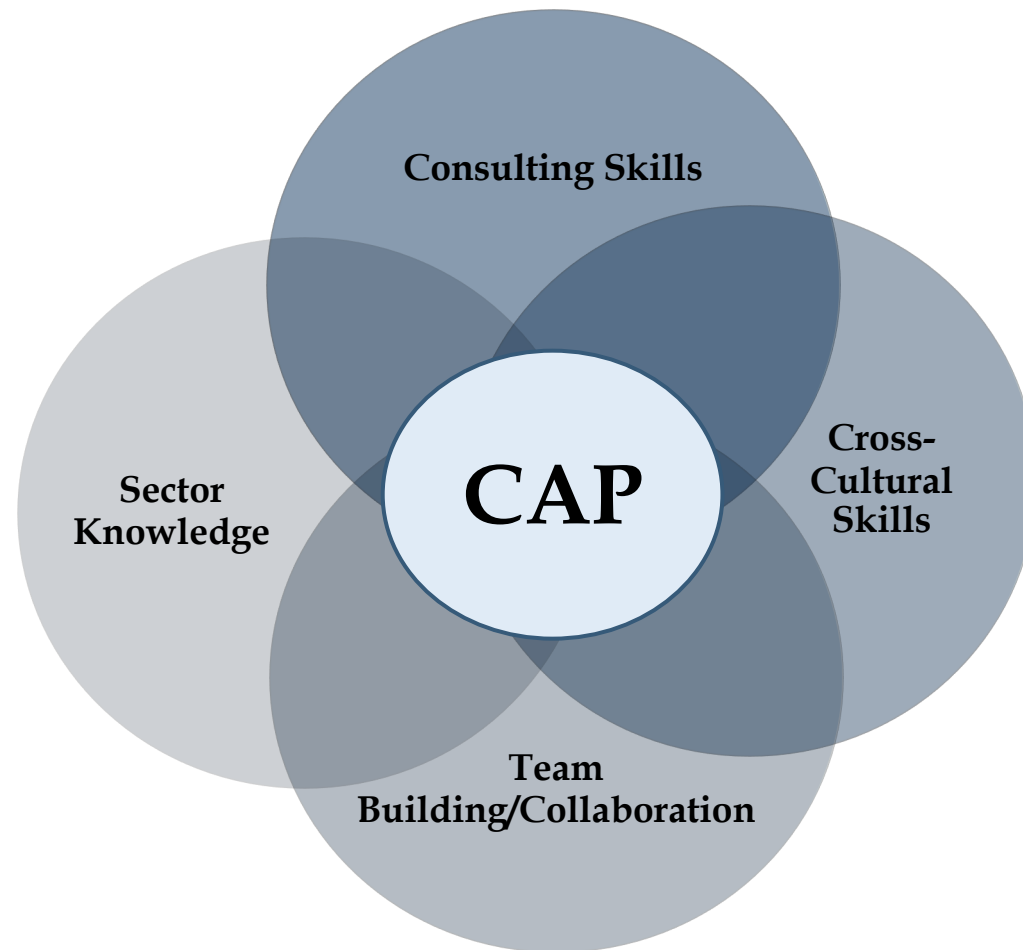 Consulting Skills
Sector
Knowledge
CAP
Cross-
Cultural
Skills
Team
Building/Collaboration